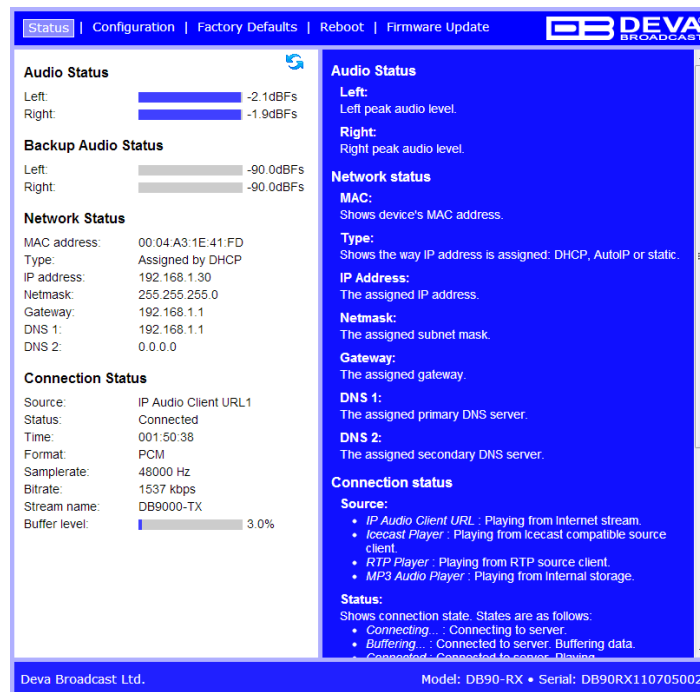 Status | Configuration | Factory Defaults | Reboot | Firmware Update
DEVA
BROADCAST
Audio Status
Left: -2.1dBFs
Right: -1.9dBFs
Backup Audio Status
Left: -90.0dBFs
Right: -90.0dBFs
Network Status
MAC address: 00:04:A3:1E:41:FD
Type: Assigned by DHCP
IP address: 192.168.1.30
Netmask: 255.255.255.0
Gateway: 192.168.1.1
DNS 1: 192.168.1.1
DNS 2: 0.0.0.0
Connection Status
Source: IP Audio Client URL1
Status: Connected
Time: 001:50:38
Format: PCM
Samplerate: 48000 Hz
Bitrate: 1537 kbps
Stream name: DB9000-TX
Buffer level: 3.0%
Audio Status
Left:
Left peak audio level.
Right:
Right peak audio level.
Network status
MAC:
Shows device's MAC address.
Type:
Shows the way IP address is assigned: DHCP, AutoIP or static.
IP Address:
The assigned IP address.
Netmask:
The assigned subnet mask.
Gateway:
The assigned gateway.
DNS 1:
The assigned primary DNS server.
DNS 2:
The assigned secondary DNS server.
Connection status
Source:
• IP Audio Client URL : Playing from Internet stream.
• Icecast Player : Playing from Icecast compatible source
client.
• RTP Player : Playing from RTP source client.
• MP3 Audio Player : Playing from Internal storage.
Status:
Shows connection state. States are as follows:
• Connecting... : Connecting to server.
• Buffering... : Connected to server. Buffering data.
• Connected : Connected to server. Playing
Deva Broadcast Ltd.
Model: DB90-RX • Serial: DB90RX11070502